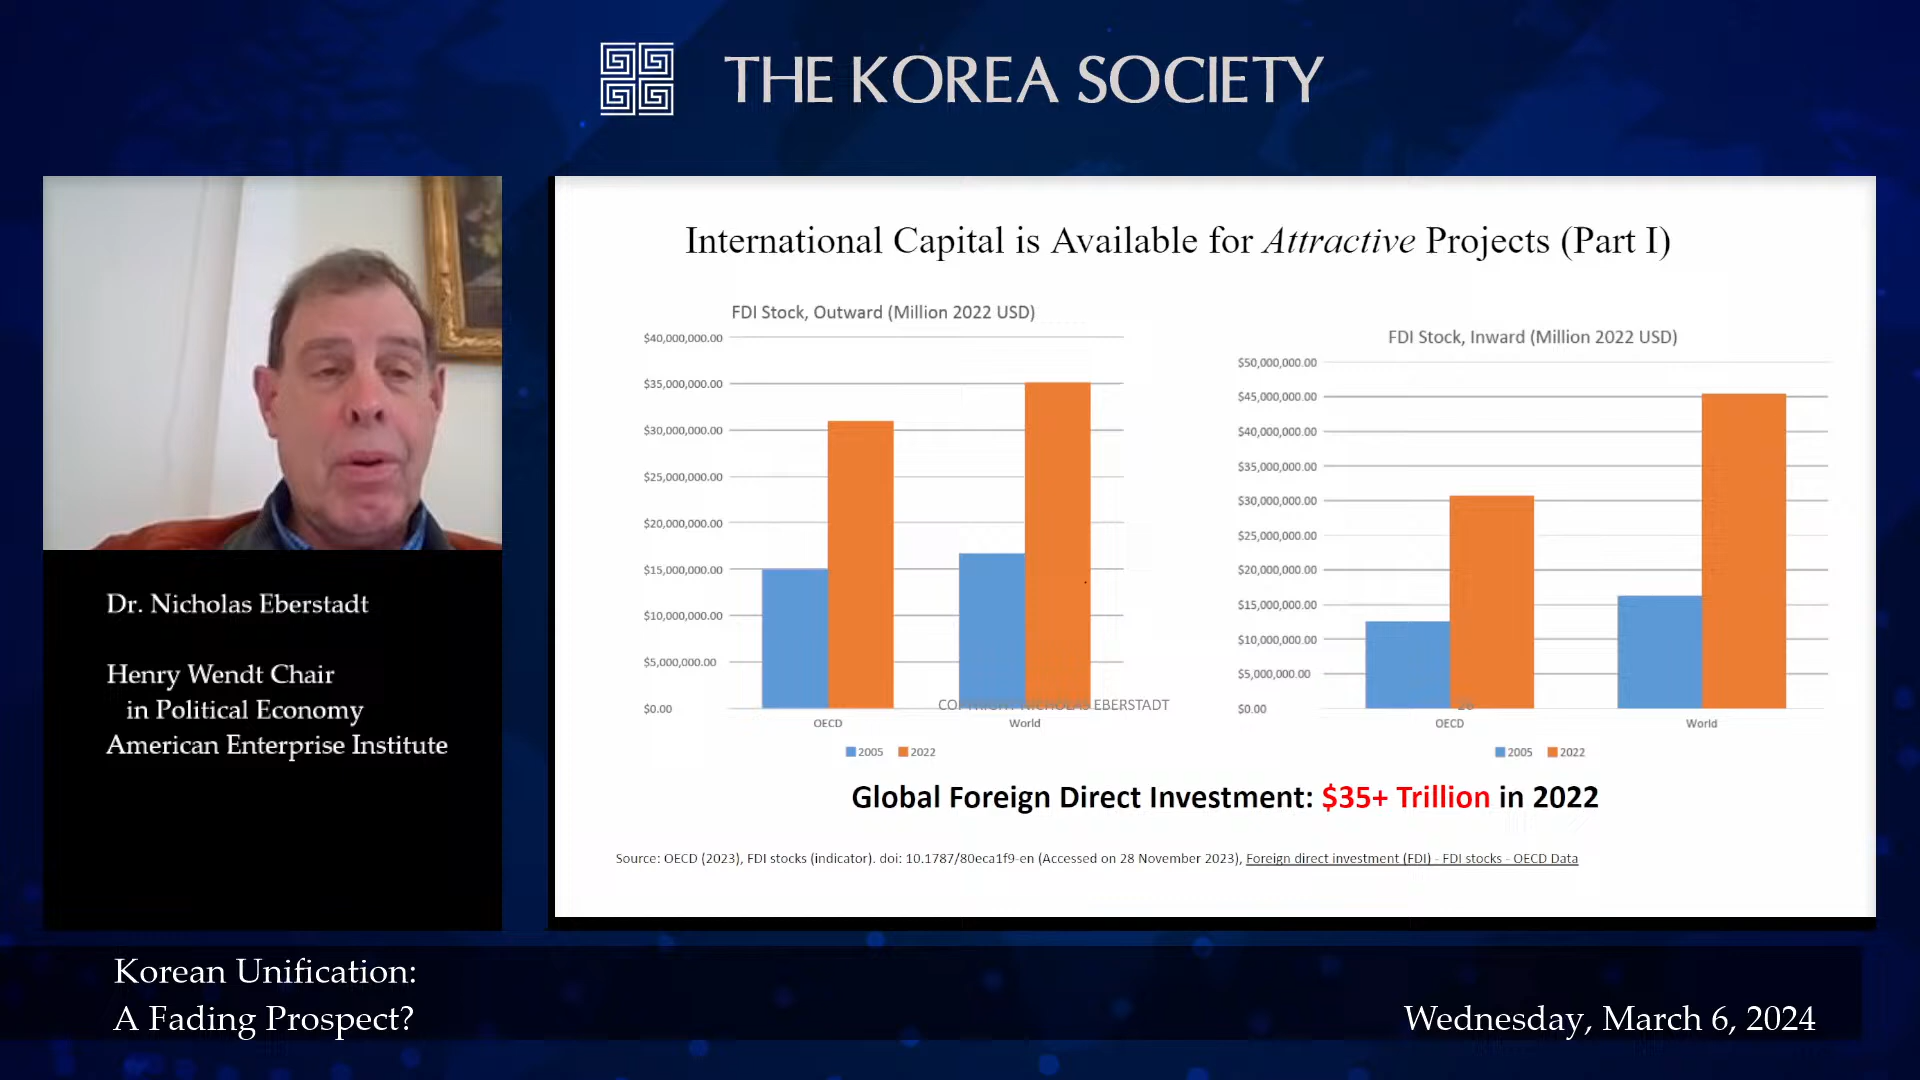 THE KOREA SOCIETY
International Capital is Available for Attractive Projects (Part I)
FDI Stock, Outward (Million 2022 USD)
$40,000,000.00
$35,000,000.00
$30,000,000.00
$25,000,000.00
$20,000,000.00
$15,000,000.00
$10,000,000.00
$5,000,000.00
$0.00
OECD
World
2005 2022
FDI Stock, Inward (Million 2022 USD)
$50,000,000.00
$45,000,000.00
$40,000,000.00
$35,000,000.00
$30,000,000.00
$25,000,000.00
$20,000,000.00
$15,000,000.00
$10,000,000.00
$5,000,000.00
$0.00
OECD
World
2005 2022
COPYRIGHT NICHOLAS EBERSTADT
Global Foreign Direct Investment: $35+ Trillion in 2022
Source: OECD (2023), FDI stocks (indicator). doi: 10.1787/80eca1f9-en (Accessed on 28 November 2023), Foreign direct investment (FDI) - FDI stocks - OECD Data
Dr. Nicholas Eberstadt
Henry Wendt Chair
in Political Economy
American Enterprise Institute
Korean Unification:
A Fading Prospect?
Wednesday, March 6, 2024